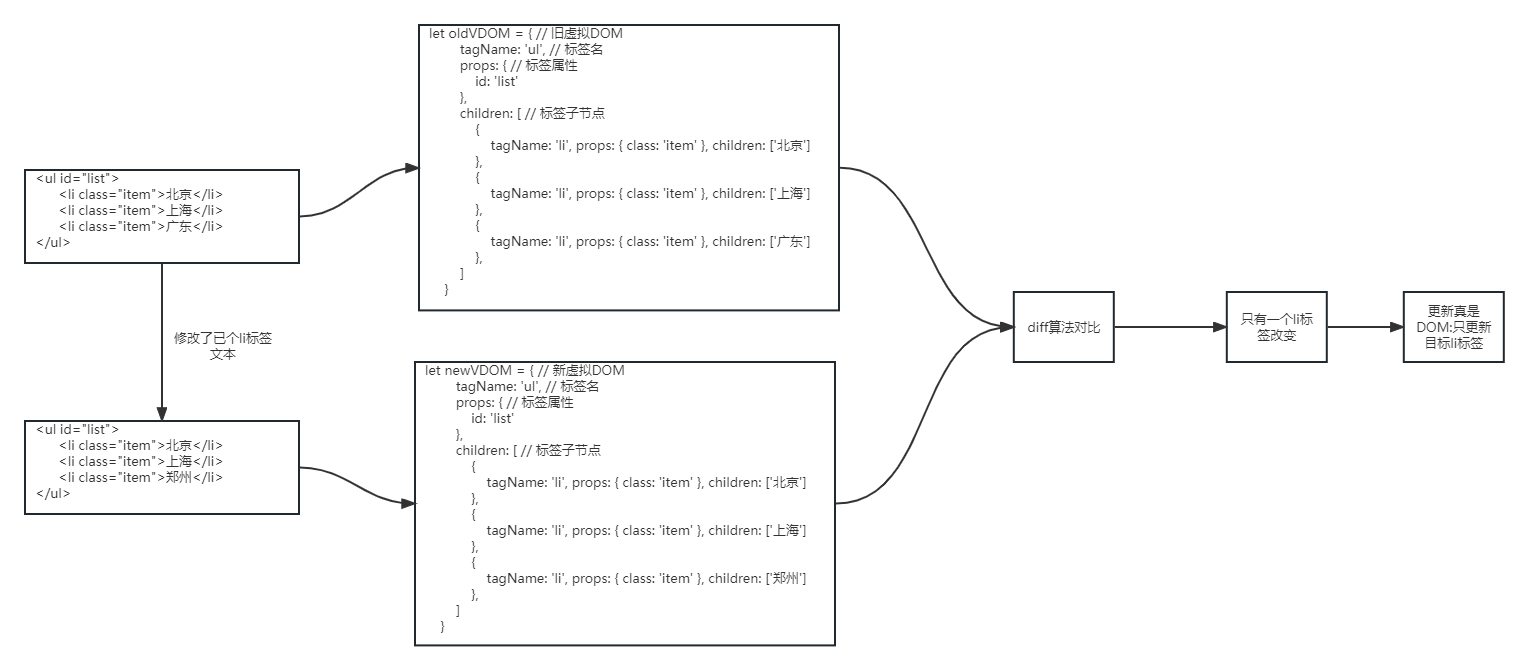 <ul id="list">
<li class="item">北京</li>
<li class="item">上海</li>
<li class="item">广东</li>
</ul>
修改了已个li标签
文本
<ul id="list">
<li class="item">北京</li>
<li class="item">上海</li>
<li class="item">郑州</li>
</ul>
let oldVDOM = { // 旧虚拟DOM
tagName: 'ul', // 标签名
props: { // 标签属性
id: 'list'
},
children: [ // 标签子节点
{
tagName: 'li', props: { class: 'item' }, children: ['北京']
},
{
tagName: 'li', props: { class: 'item' }, children: ['上海']
},
{
tagName: 'li', props: { class: 'item' }, children: ['广东']
},
]
}
let newVDOM = { // 新虚拟DOM
tagName: 'ul', // 标签名
props: { // 标签属性
id: 'list'
},
children: [ // 标签子节点
{
tagName: 'li', props: { class: 'item' }, children: ['北京']
},
{
tagName: 'li', props: { class: 'item' }, children: ['上海']
},
{
tagName: 'li', props: { class: 'item' }, children: ['郑州']
},
]
}
diff算法对比
只有一个li标
签改变
更新真是
DOM:只更新
目标li标签